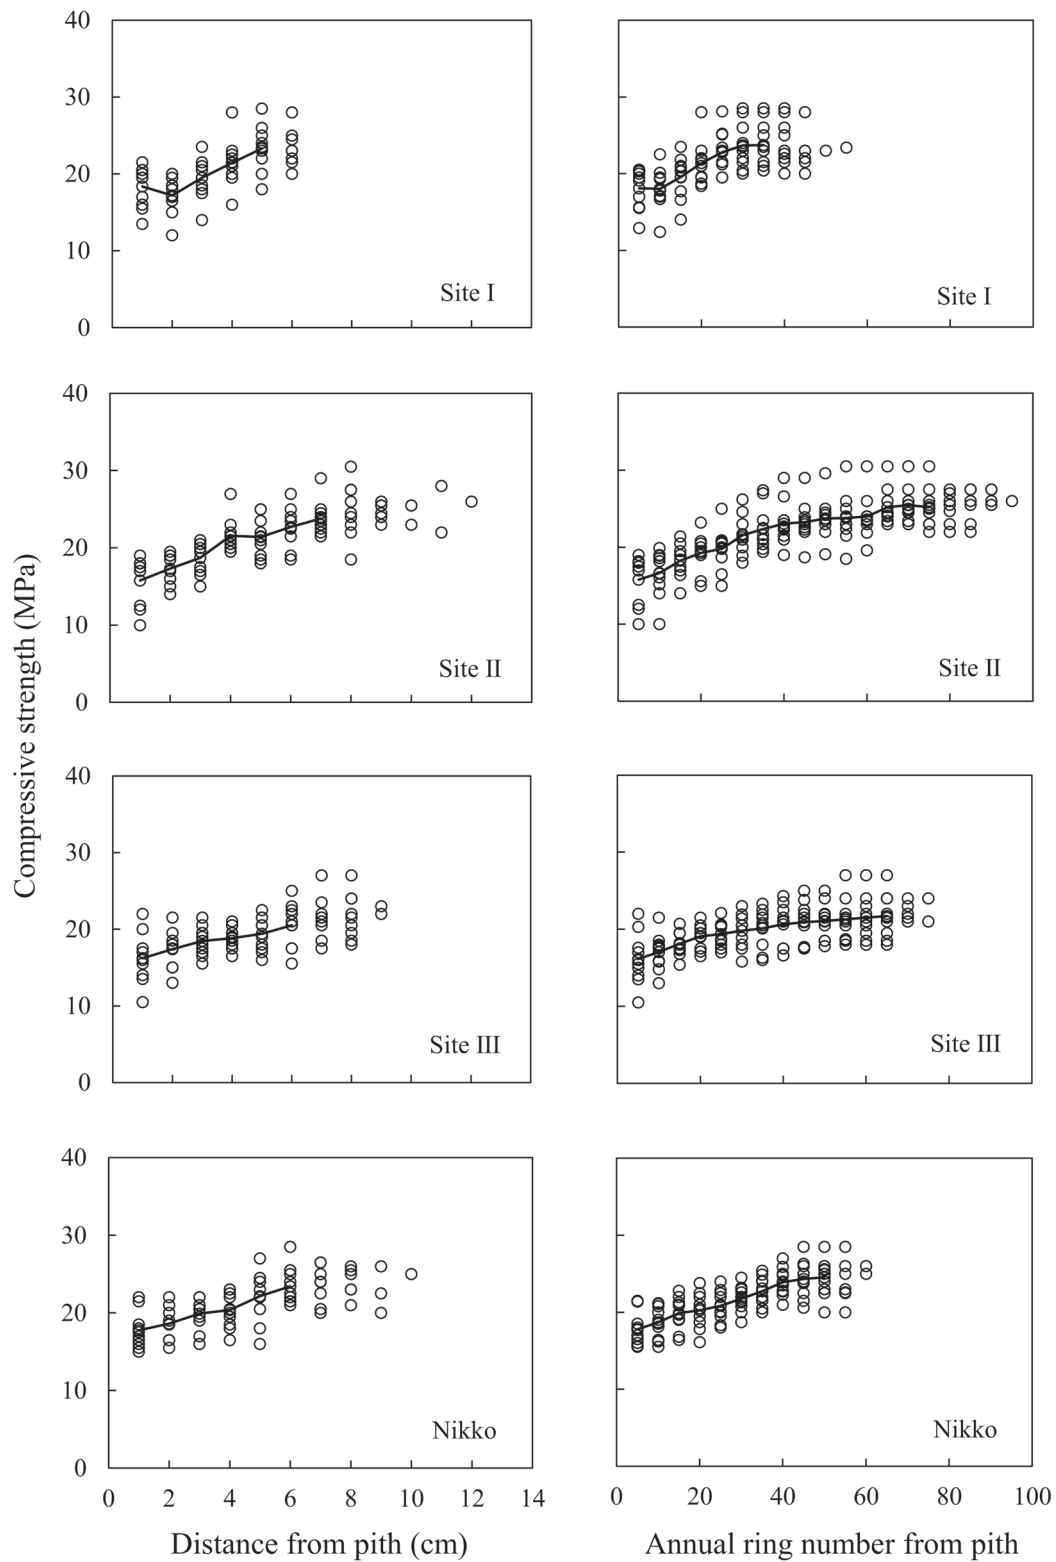 40
30
20
10
0
Site I
Site I
40
30
20
10
0
Site II
Site II
Compressive strength (MPa)
40
30
20
10
0
Site III
Site III
40
30
20
10
0
Nikko
Nikko
0 2 4 6 8 10 12 14
0 20 40 60 80 100
Distance from pith (cm)
Annual ring number from pith